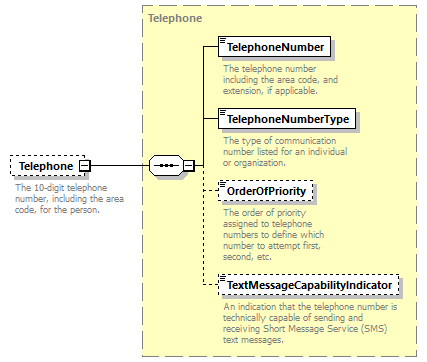 Telephone
TelephoneNumber
The telephone number
including the area code, and
extension, if applicable.
TelephoneNumberType
The type of communication
number listed for an individual
or organization.
Telephone
The 10-digit telephone
number, including the area
code, for the person.
OrderOfPriority
The order of priority
assigned to telephone
numbers to define which
number to attempt first,
second, etc.
TextMessageCapabilityIndicator
An indication that the telephone number is
technically capable of sending and
receiving Short Message Service (SMS)
text messages.